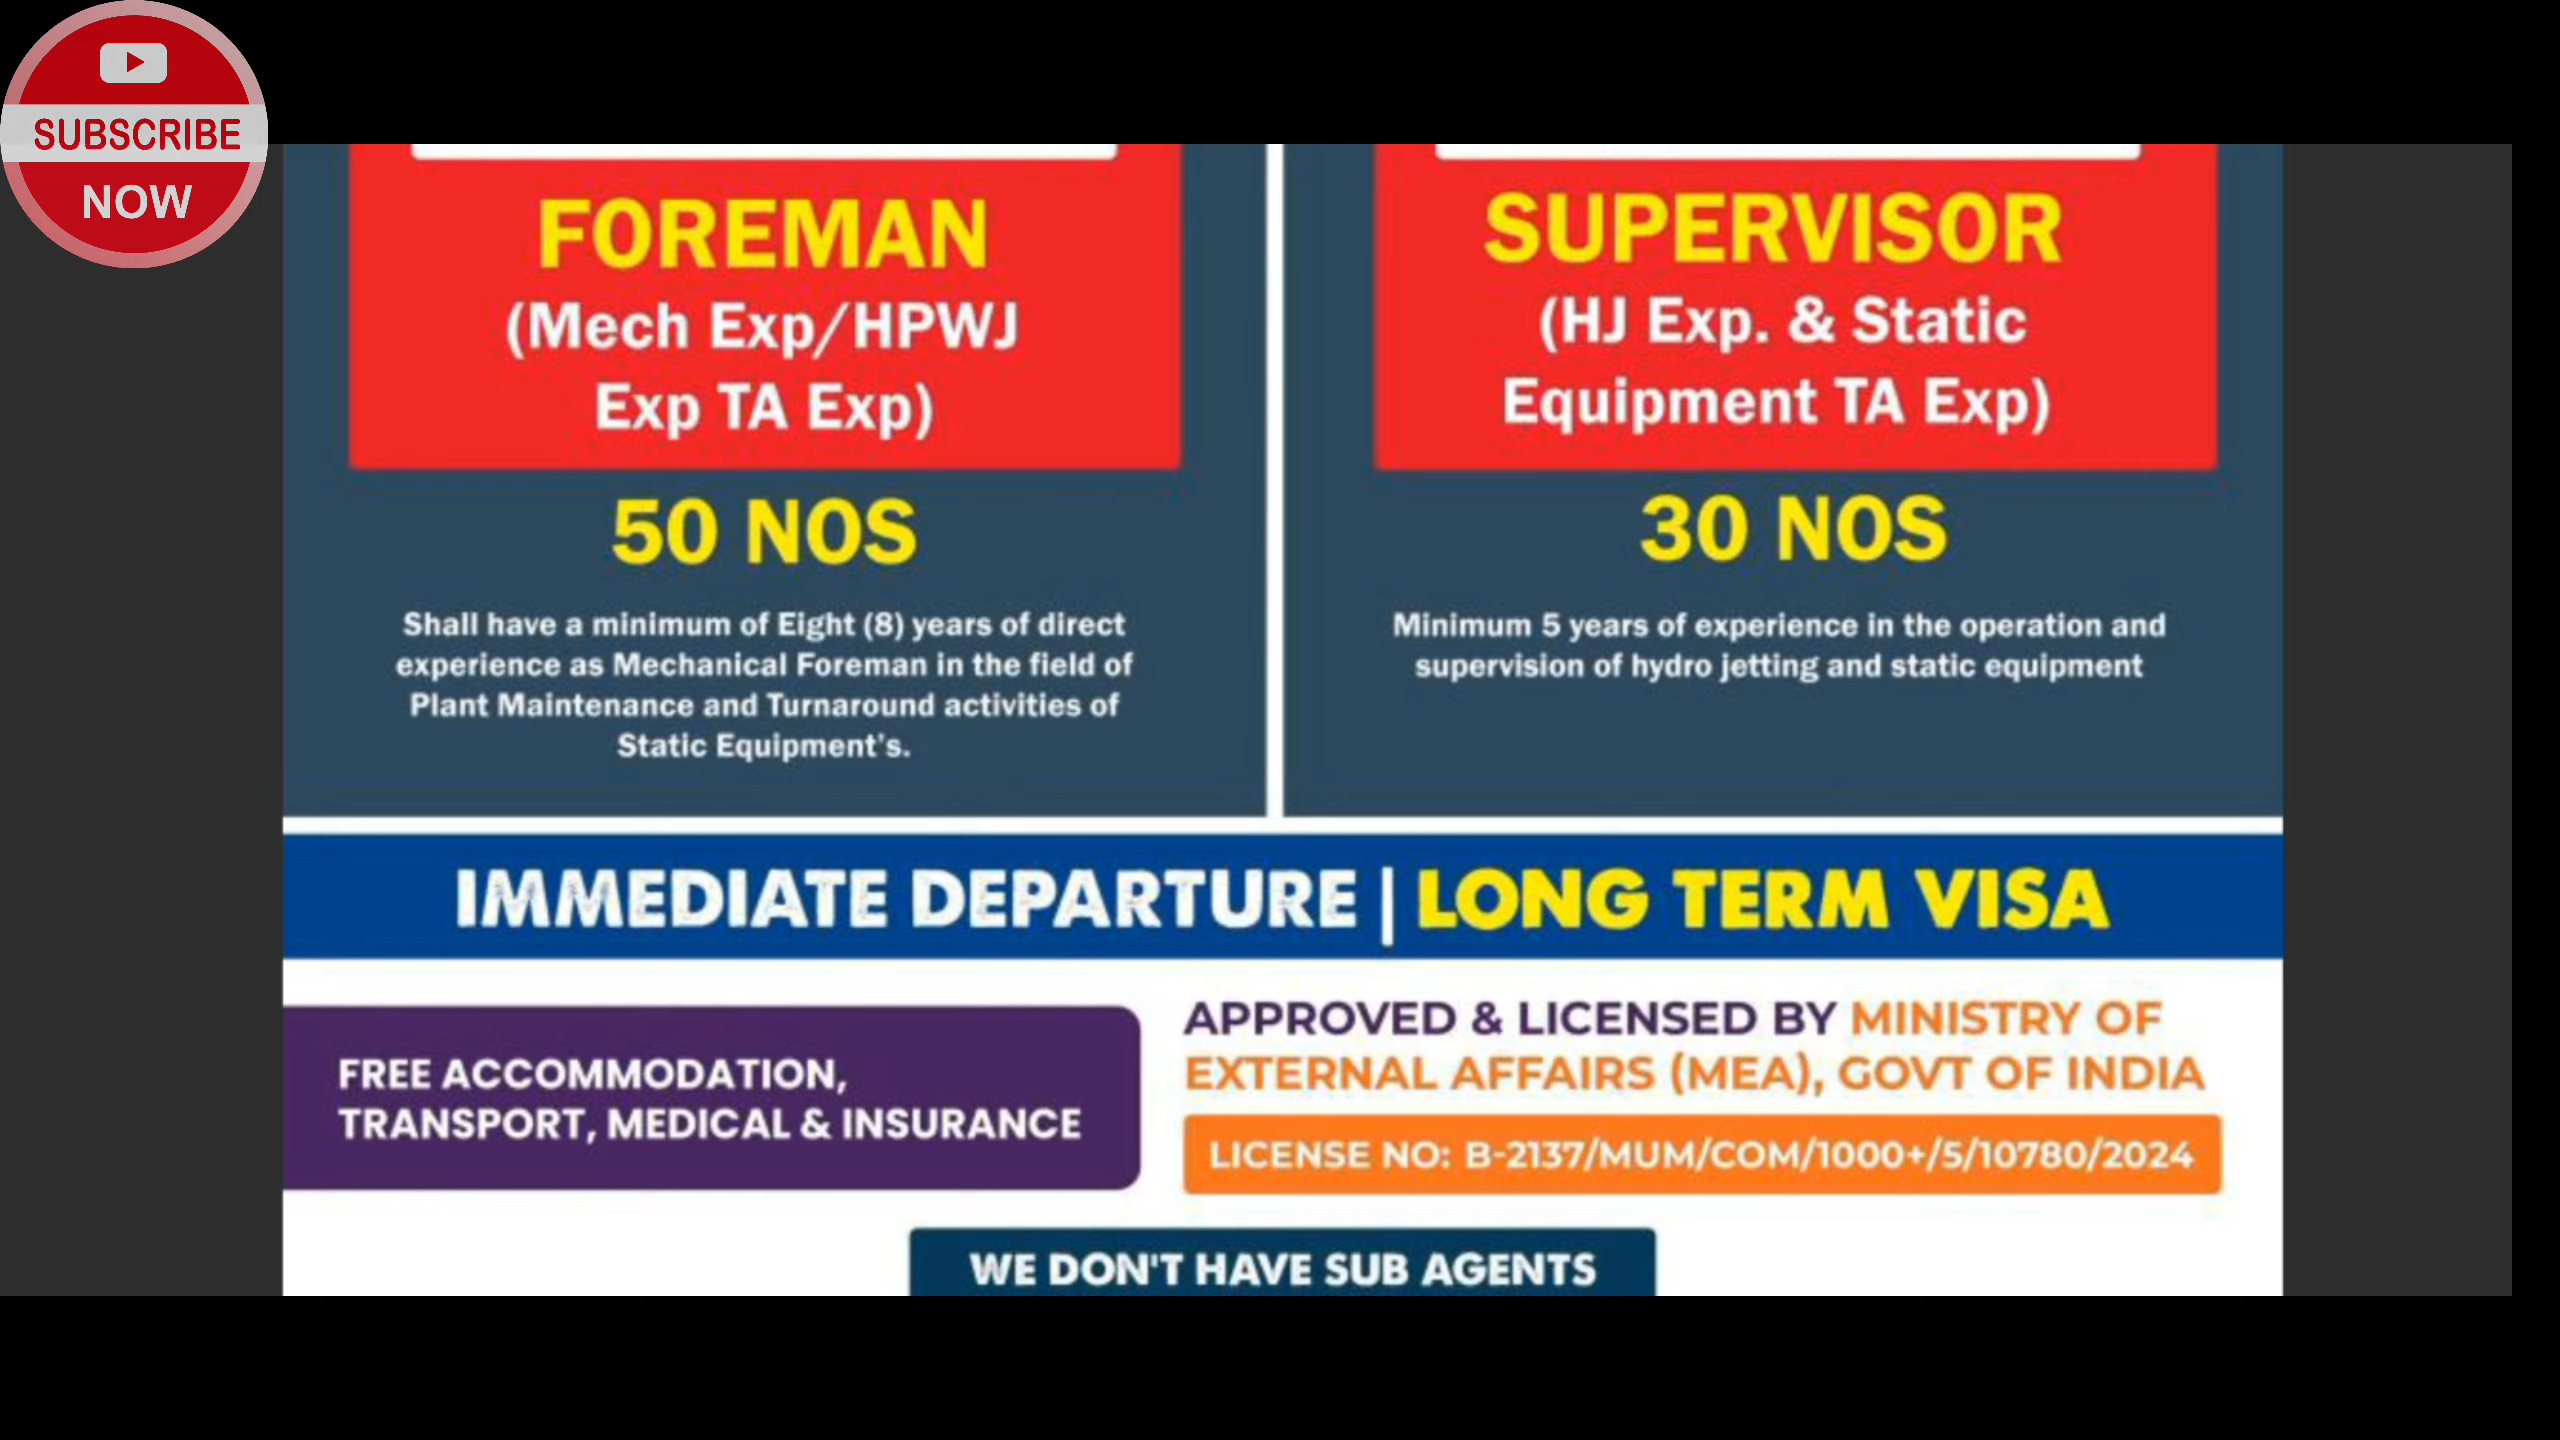 SUBSCRIBE
NOW
FOREMAN
(Mech Exp/HPWJ
Exp TA Exp)
50 NOS
Shall have a minimum of Eight (8) years of direct
experience as Mechanical Foreman in the field of
Plant Maintenance and Turnaround activities of
Static Equipment's.
SUPERVISOR
(HJ Exp. & Static
Equipment TA Exp)
30 NOS
Minimum 5 years of experience in the operation and
supervision of hydro jetting and static equipment
IMMEDIATE DEPARTURE | LONG TERM VISA
FREE ACCOMMODATION,
TRANSPORT, MEDICAL & INSURANCE
APPROVED & LICENSED BY MINISTRY OF
EXTERNAL AFFAIRS (MEA), GOVT OF INDIA
LICENSE NO: B-2137/MUM/COM/1000+/5/10780/2024
WE DON'T HAVE SUB AGENTS